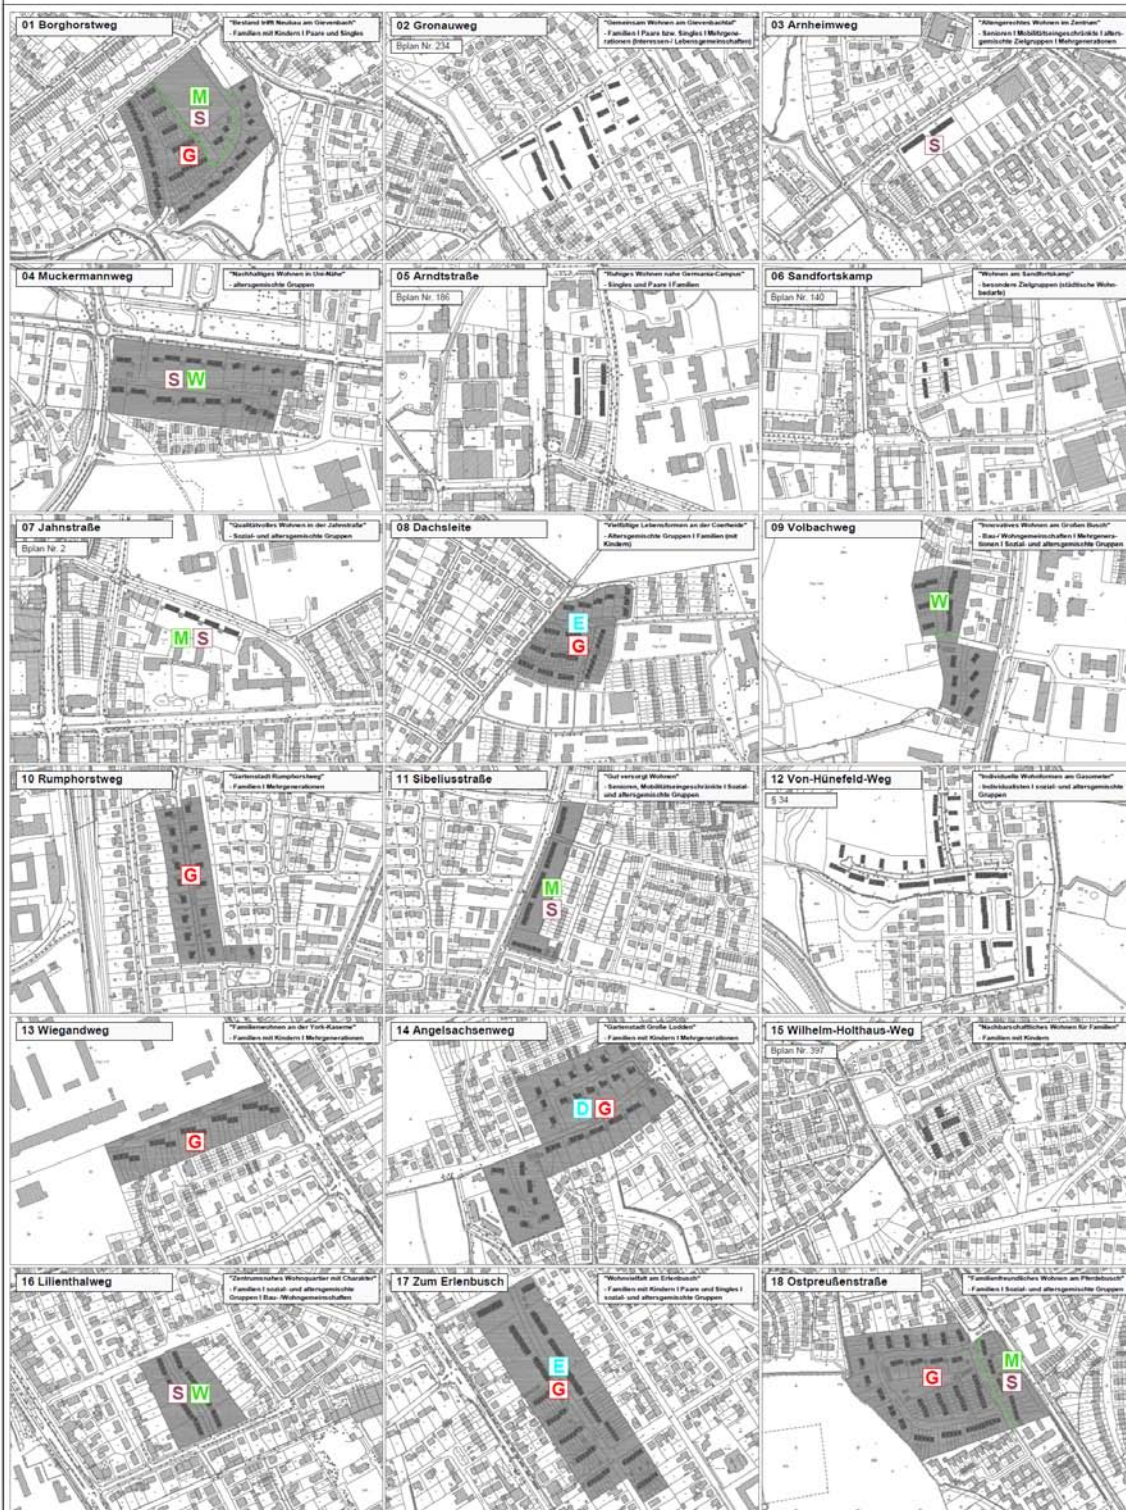 01 Borghorstweg
"Bestand trifft Neubau am Gievenbach"
- Familien mit Kindern I Paare und Singles
M
S
G
02 Gronauweg
Bplan Nr. 234
"Gemeinsam Wohnen am Gievenbachtal"
- Familien I Paare bzw. Singles I Mehrgene-
rationen (Interessen-/ Lebensgemeinschaften)
03 Arnheimweg
"Altengerechtes Wohnen im Zentrum"
- Senioren I Mobilitätseingeschränkte I alters-
gemischte Zielgruppen I Mehrgenerationen
S
04 Muckermannweg
"Nachhaltiges Wohnen in Uni-Nähe"
- altersgemischte Gruppen
S W
05 Arndtstraße
Bplan Nr. 186
"Ruhiges Wohnen nahe Germania-Campus"
- Singles und Paare I Familien
06 Sandfortskamp
Bplan Nr. 140
"Wohnen am Sandfortskamp"
- besondere Zielgruppen (städtische Wohn-
bedarfe)
07 Jahnstraße
Bplan Nr. 2
"Qualitätvolles Wohnen in der Jahnstraße"
- Sozial- und altersgemischte Gruppen
M S
08 Dachsleite
"Vielfältige Lebensformen an der Coerheide"
- Altersgemischte Gruppen I Familien (mit
Kindern)
E
G
09 Volbachweg
"Innovatives Wohnen am Großen Busch"
- Bau-/ Wohngemeinschaften I Mehrgenera-
tionen I Sozial- und altersgemischte Gruppen
W
10 Rumphorstweg
"Gartenstadt Rumphorstweg"
- Familien I Mehrgenerationen
G
11 Sibeliusstraße
"Gut versorgt Wohnen"
- Senioren, Mobilitätseingeschränkte I Sozial-
und altersgemischte Gruppen
M
S
12 Von-Hünefeld-Weg
§ 34
"Individuelle Wohnformen am Gasometer"
- Individualisten I sozial- und altersgemischte
Gruppen
13 Wiegandweg
"Familienwohnen an der York-Kaserne"
- Familien mit Kindern I Mehrgenerationen
G
14 Angelsachsenweg
"Gartenstadt Große Lodden"
- Familien mit Kindern I Mehrgenerationen
D G
15 Wilhelm-Holthaus-Weg
Bplan Nr. 397
"Nachbarschaftliches Wohnen für Familien"
- Familien mit Kindern
16 Lilienthalweg
"Zentrumsnahes Wohnquartier mit Charakter"
- Familien I sozial- und altersgemischte
Gruppen I Bau- /Wohngemeinschaften
S W
17 Zum Erlenbusch
"Wohnvielfalt am Erlenbusch"
- Familien mit Kindern I Paare und Singles I
sozial- und altersgemischte Gruppen
E
G
18 Ostpreußenstraße
"Familienfreundliches Wohnen am Pferdebusch"
- Familien I Sozial- und altersgemischte Gruppen
G
M
S